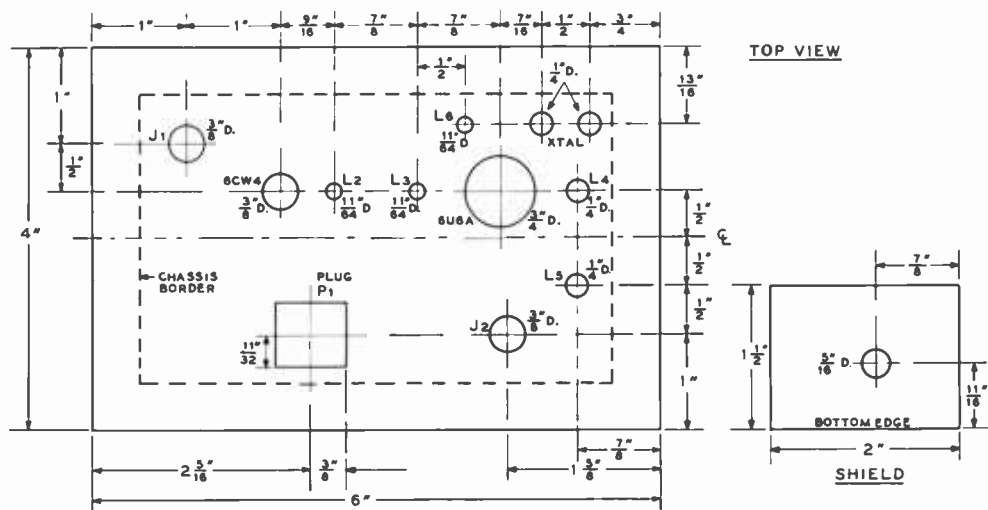 1" 1" 9/16" 7/8" 7/8" 7/16" 1/2" 3/4"
TOP VIEW
1/2" 1/4" D. 13/16"
1"
L6
J1 3/8" D. 11/64" D XTAL
1/2"
6CW4 L2 L3 L4
3/8" D. 11/64" D 11/64" D. 6U8A 3/4" D. 1/4" D. 1/2"
4" ℄
CHASSIS BORDER
PLUG P1
L5 1/4" D. 1/2"
7/8"
J2 3/8" D. 1/2"
11/32"
1 1/2" 5/16" D. 11/16"
1"
BOTTOM EDGE
7/8"
2 5/16" 3/8" 1 5/8" 2"
SHIELD
6"